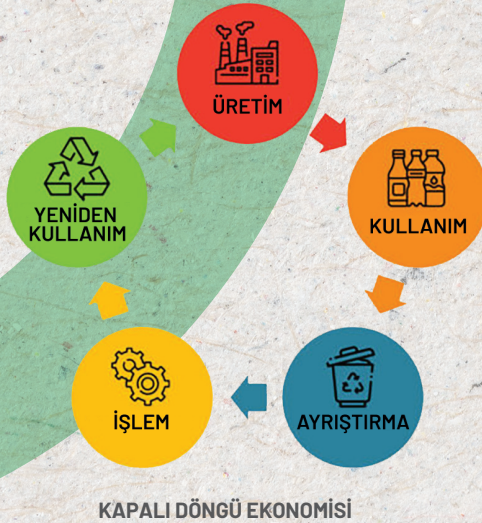 ÜRETİM
KULLANIM
AYRIŞTIRMA
İŞLEM
YENİDEN
KULLANIM
KAPALI DÖNGÜ EKONOMİSİ